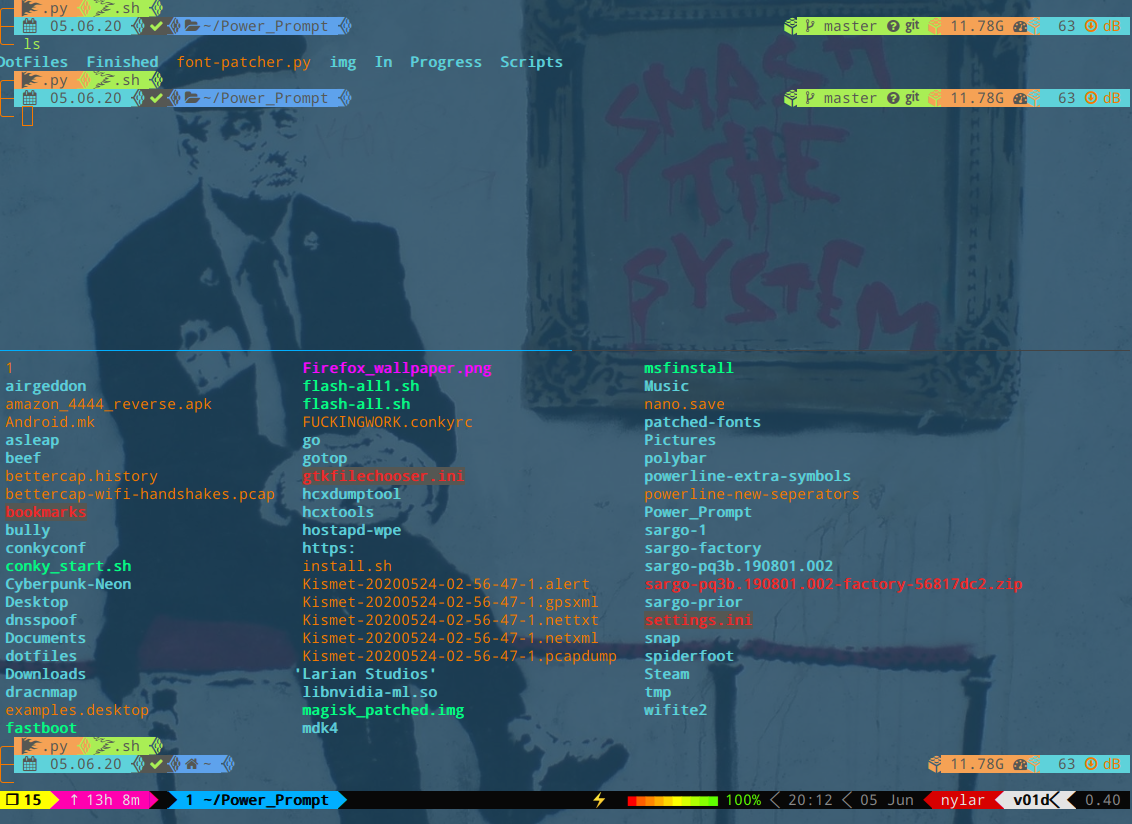 .py .sh
05.06.20 ~/Power_Prompt master git 11.78G 63 dB
ls
DotFiles Finished font-patcher.py img In Progress Scripts
.py .sh
05.06.20 ~/Power_Prompt master git 11.78G 63 dB
SMASH
THE
SYSTEM
1 Firefox_wallpaper.png msfinstall
airgeddon flash-all1.sh Music
amazon_4444_reverse.apk flash-all.sh nano.save
Android.mk FUCKINGWORK.conkyrc patched-fonts
asleap go Pictures
beef gotop polybar
bettercap.history gtkfilechooser.ini powerline-extra-symbols
bettercap-wifi-handshakes.pcap hcxdumptool powerline-new-seperators
bookmarks hcxtools Power_Prompt
bully hostapd-wpe sargo-1
conkyconf https: sargo-factory
conky_start.sh install.sh sargo-pq3b.190801.002
Cyberpunk-Neon Kismet-20200524-02-56-47-1.alert sargo-pq3b.190801.002-factory-56817dc2.zip
Desktop Kismet-20200524-02-56-47-1.gpsxml sargo-prior
dnsspoof Kismet-20200524-02-56-47-1.nettxt settings.ini
Documents Kismet-20200524-02-56-47-1.netxml snap
dotfiles Kismet-20200524-02-56-47-1.pcapdump spiderfoot
Downloads 'Larian Studios' Steam
dracnmap libnvidia-ml.so tmp
examples.desktop magisk_patched.img wifite2
fastboot mdk4
.py .sh
05.06.20 ~ 11.78G 63 dB
15 ↑ 13h 8m 1 ~/Power_Prompt 100% 20:12 05 Jun nylar v01d 0.40